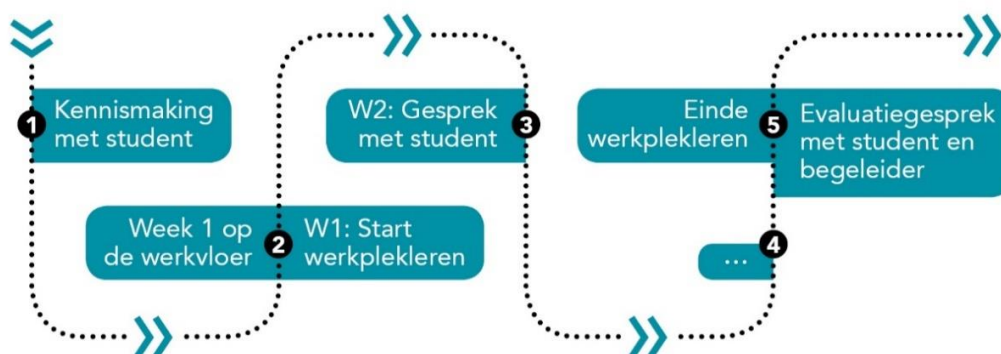 1
Kennismaking
met student
Week 1 op
de werkvloer
2
W1: Start
werkplekleren
W2: Gesprek
met student
3
...
4
Einde
werkplekleren
5
Evaluatiegesprek
met student en
begeleider